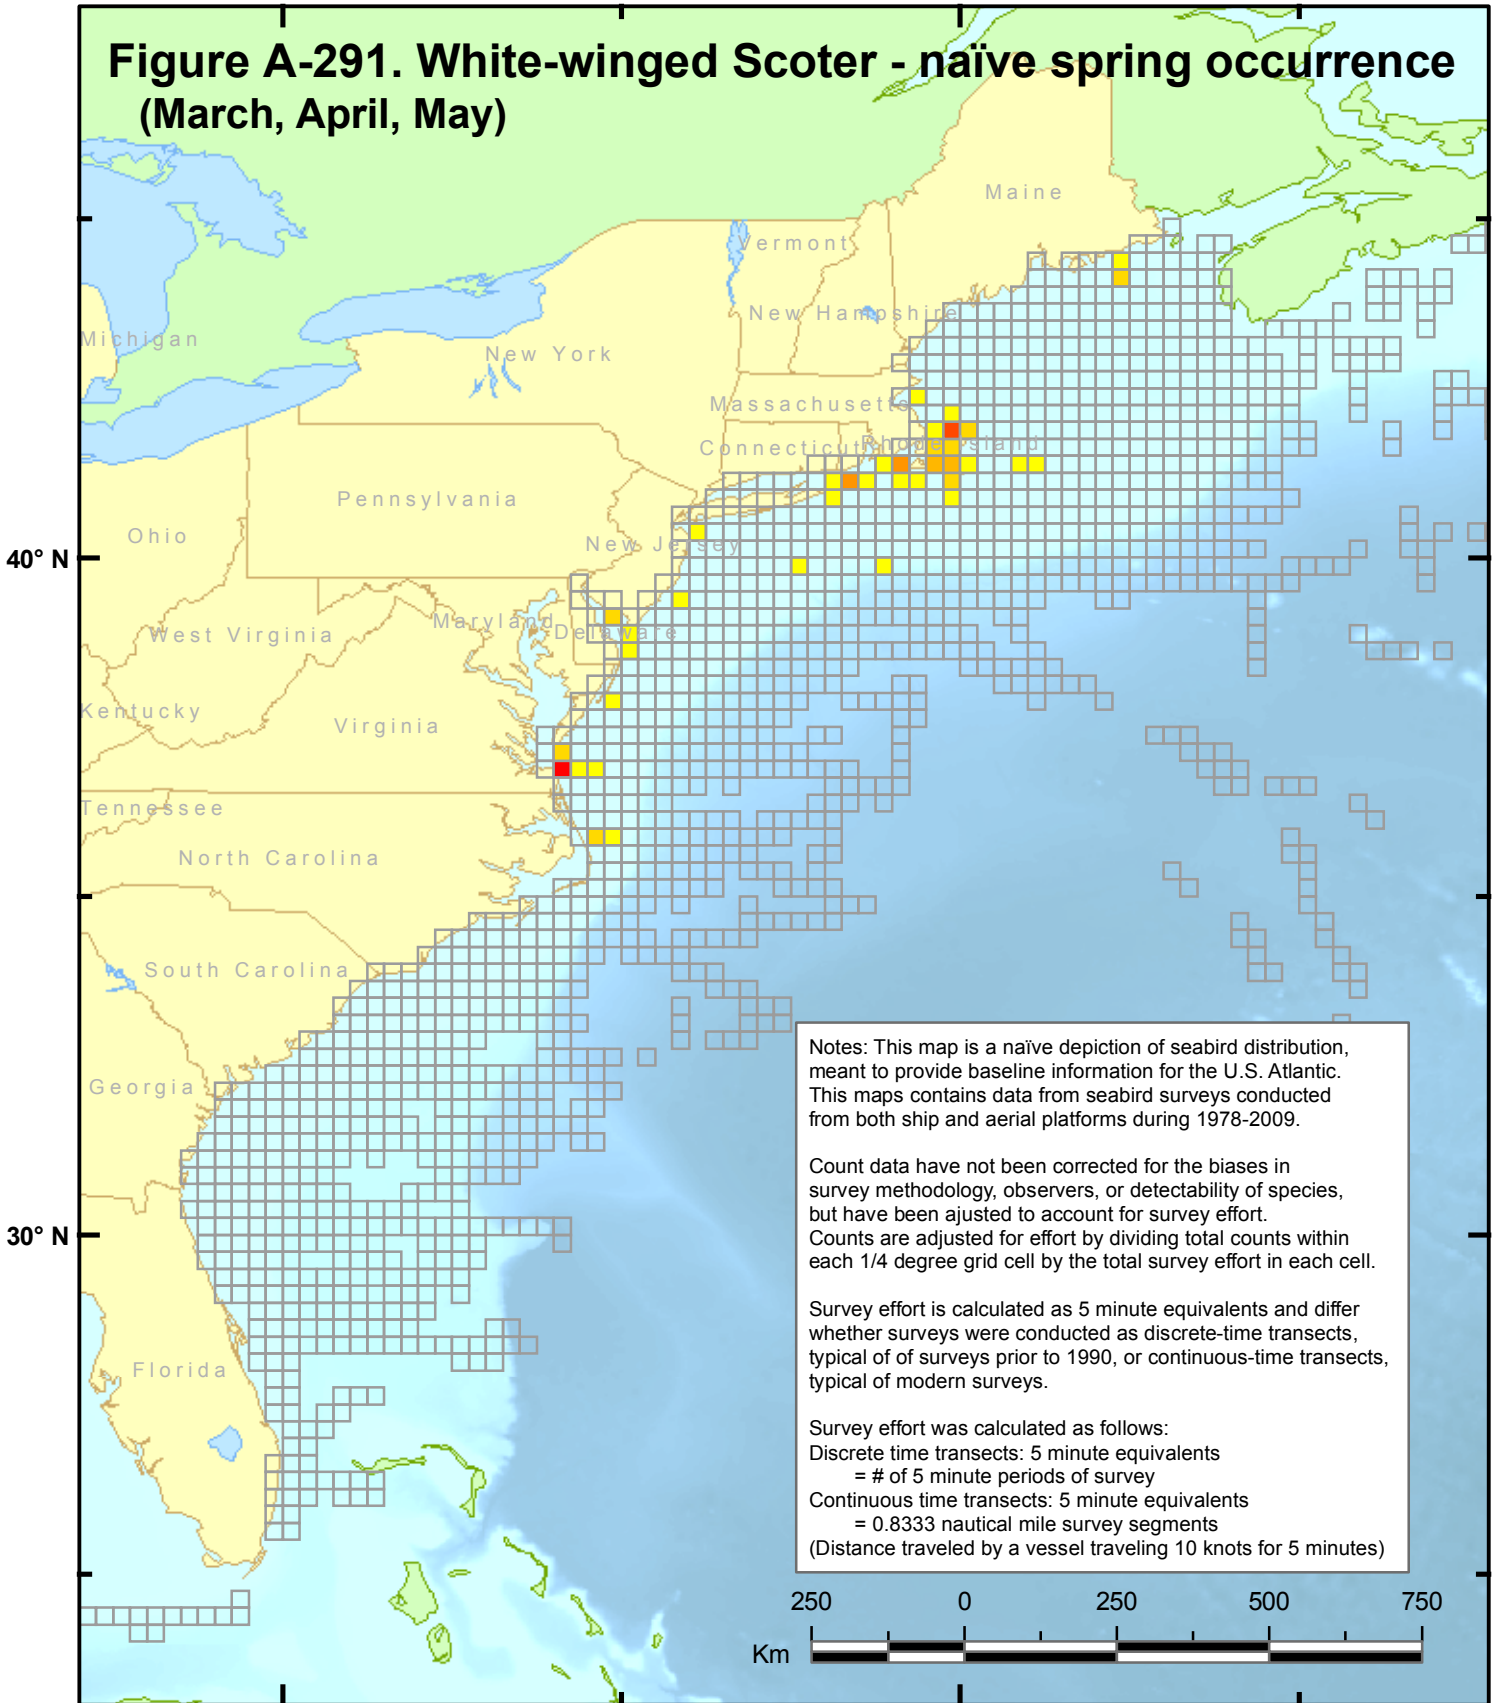 Figure A-291. White-winged Scoter - naïve spring occurrence
(March, April, May)
Maine
Vermont
New Hampshire
Michigan
New York
Massachusetts
Connecticut
Rhode Island
Pennsylvania
Ohio
New Jersey
40° N
Maryland
Delaware
West Virginia
Kentucky
Virginia
Tennessee
North Carolina
South Carolina
Georgia
30° N
Florida
Notes: This map is a naïve depiction of seabird distribution,
meant to provide baseline information for the U.S. Atlantic.
This maps contains data from seabird surveys conducted
from both ship and aerial platforms during 1978-2009.
Count data have not been corrected for the biases in
survey methodology, observers, or detectability of species,
but have been ajusted to account for survey effort.
Counts are adjusted for effort by dividing total counts within
each 1/4 degree grid cell by the total survey effort in each cell.
Survey effort is calculated as 5 minute equivalents and differ
whether surveys were conducted as discrete-time transects,
typical of of surveys prior to 1990, or continuous-time transects,
typical of modern surveys.
Survey effort was calculated as follows:
Discrete time transects: 5 minute equivalents
= # of 5 minute periods of survey
Continuous time transects: 5 minute equivalents
= 0.8333 nautical mile survey segments
(Distance traveled by a vessel traveling 10 knots for 5 minutes)
250 0 250 500 750
Km